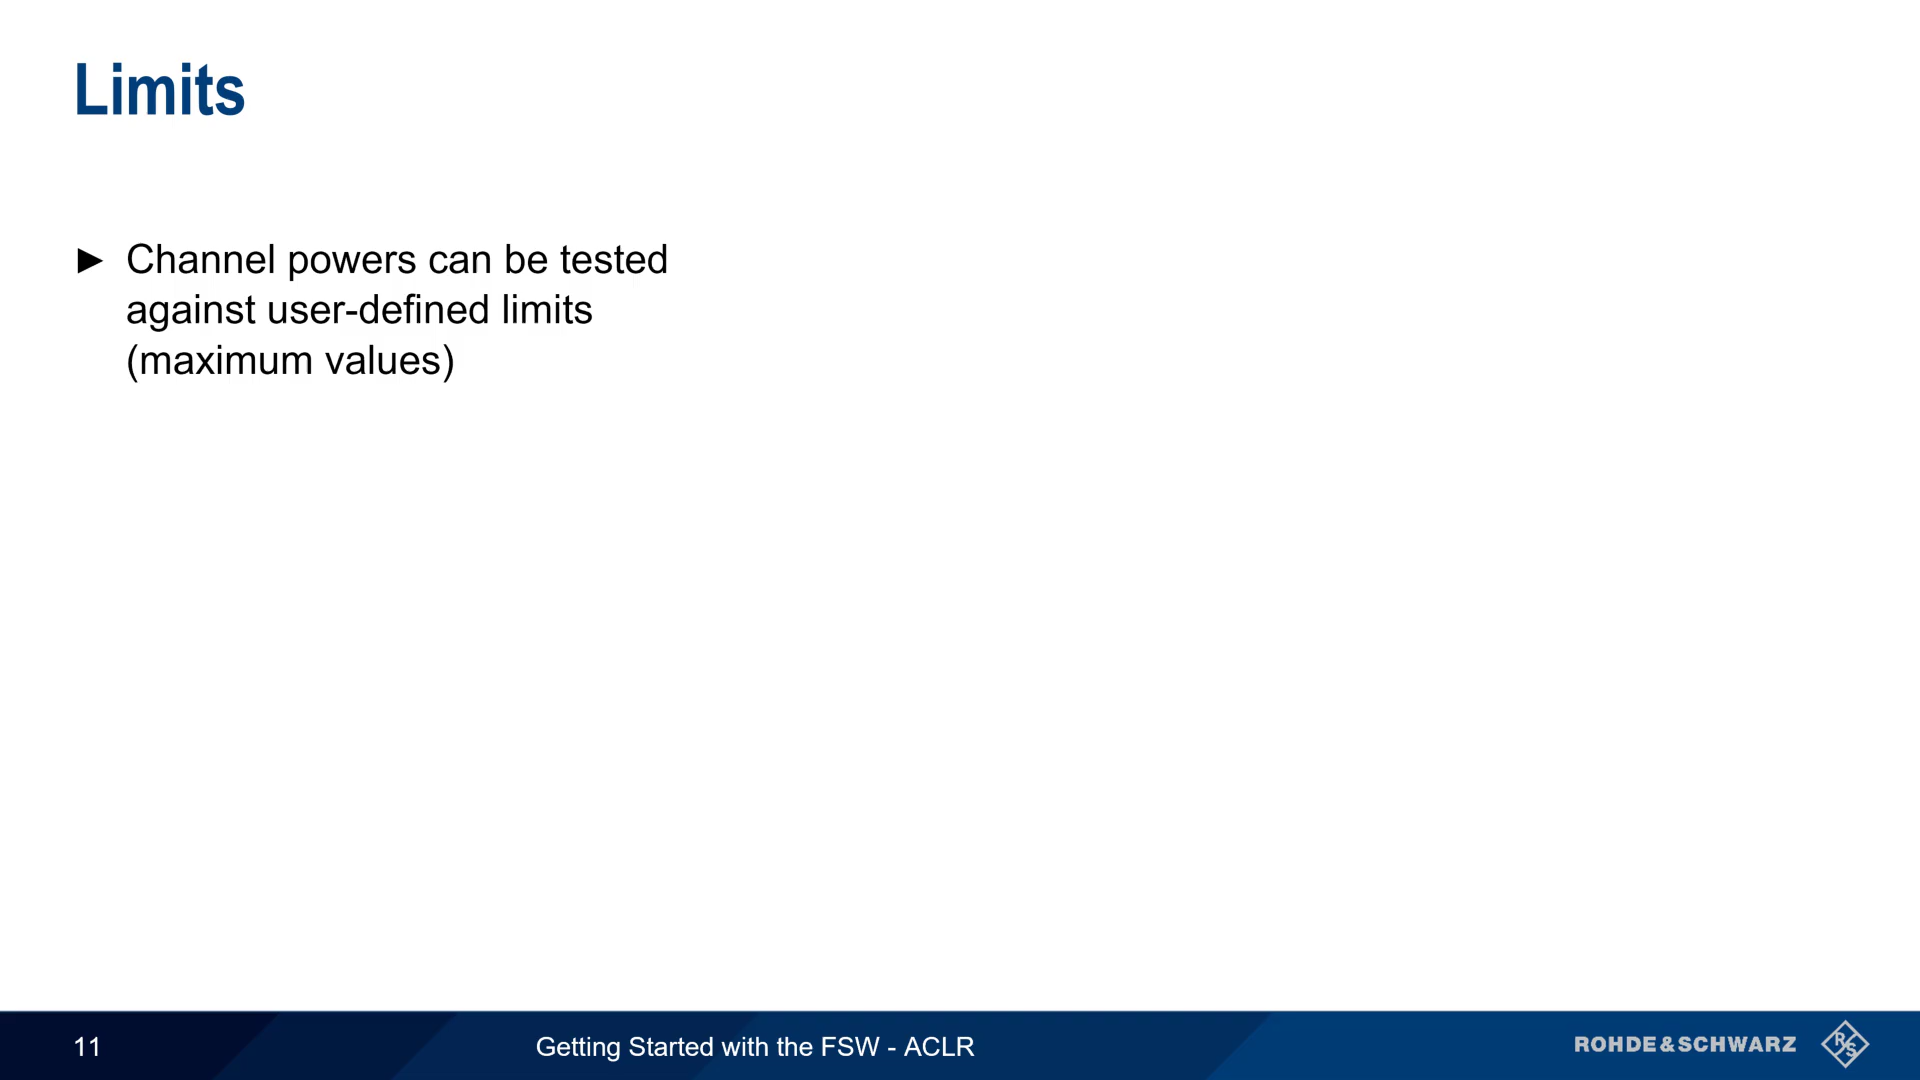 Limits
► Channel powers can be tested
against user-defined limits
(maximum values)
11
Getting Started with the FSW - ACLR
ROHDE&SCHWARZ
R&S